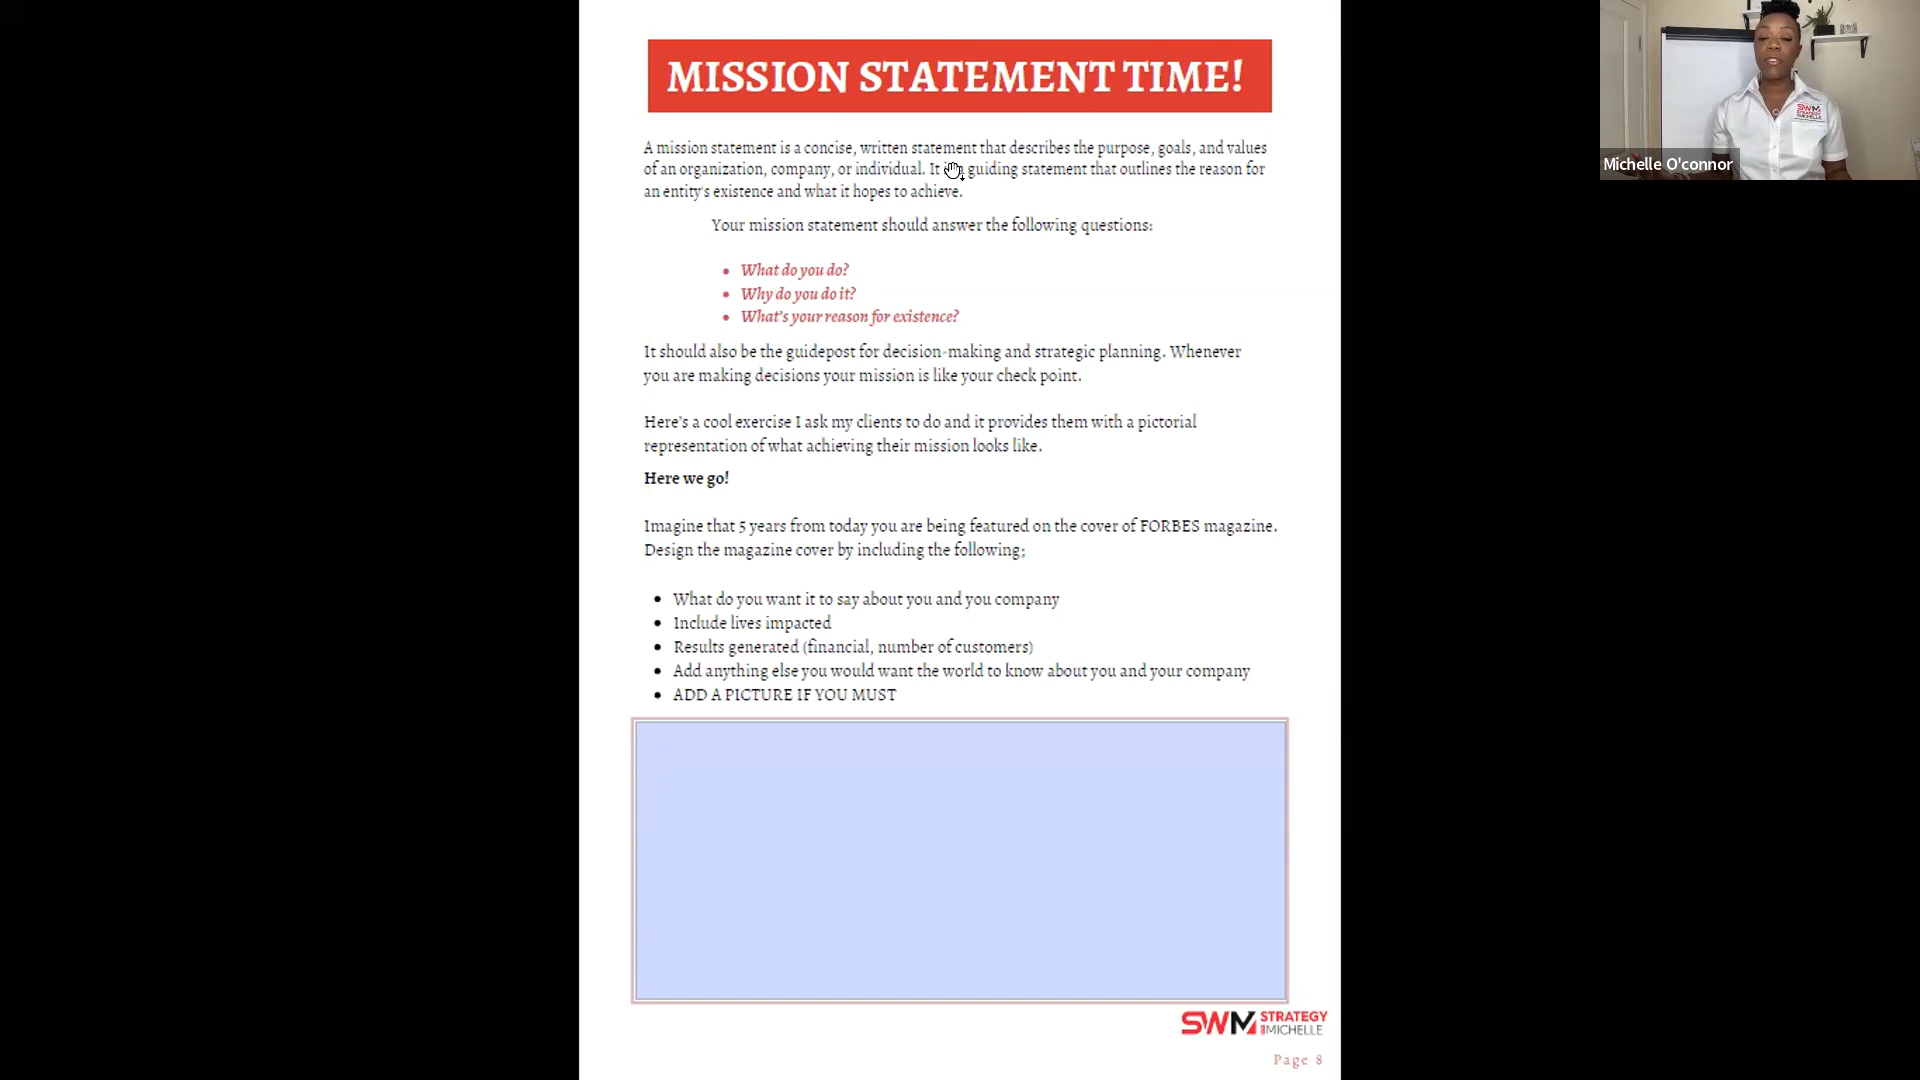 MISSION STATEMENT TIME!
A mission statement is a concise, written statement that describes the purpose, goals, and values
of an organization, company, or individual. It guiding statement that outlines the reason for
an entity's existence and what it hopes to achieve.
Your mission statement should answer the following questions:
• What do you do?
• Why do you do it?
• What's your reason for existence?
It should also be the guidepost for decision-making and strategic planning. Whenever
you are making decisions your mission is like your check point.
Here's a cool exercise I ask my clients to do and it provides them with a pictorial
representation of what achieving their mission looks like.
Here we go!
Imagine that 5 years from today you are being featured on the cover of FORBES magazine.
Design the magazine cover by including the following;
• What do you want it to say about you and you company
• Include lives impacted
• Results generated (financial, number of customers)
• Add anything else you would want the world to know about you and your company
• ADD A PICTURE IF YOU MUST
SWM STRATEGY
MICHELLE
Page 8
SWM
STRATEGY
MICHELLE
Michelle O'connor